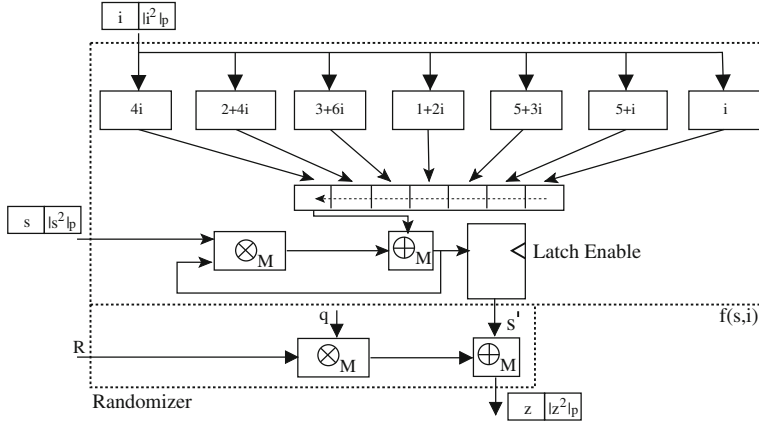 i |i²|p
4i 2+4i 3+6i 1+2i 5+3i 5+i i
s |s²|p
⊗M ⊕M Latch Enable
q s' f(s,i)
R ⊗M ⊕M
Randomizer z |z²|p